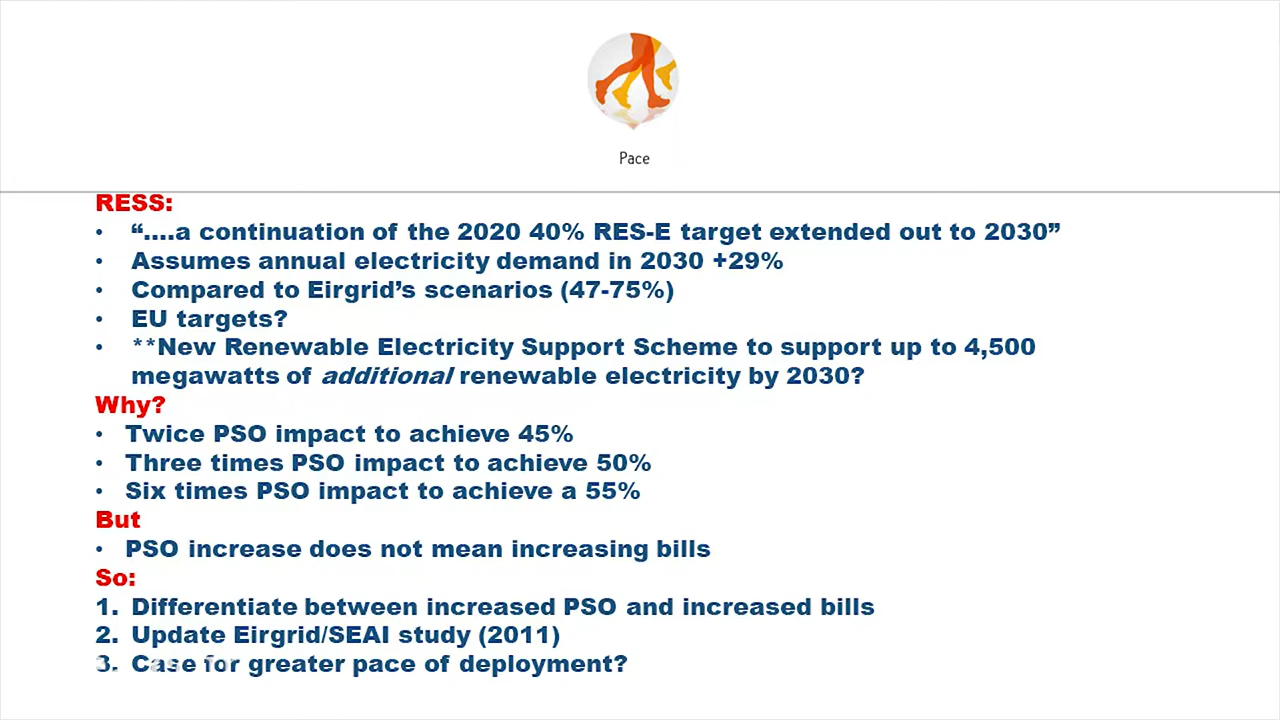 Pace
RESS:
• “....a continuation of the 2020 40% RES-E target extended out to 2030”
• Assumes annual electricity demand in 2030 +29%
• Compared to Eirgrid’s scenarios (47-75%)
• EU targets?
• **New Renewable Electricity Support Scheme to support up to 4,500
megawatts of additional renewable electricity by 2030?
Why?
• Twice PSO impact to achieve 45%
• Three times PSO impact to achieve 50%
• Six times PSO impact to achieve a 55%
But
• PSO increase does not mean increasing bills
So:
1. Differentiate between increased PSO and increased bills
2. Update Eirgrid/SEAI study (2011)
3. Case for greater pace of deployment?